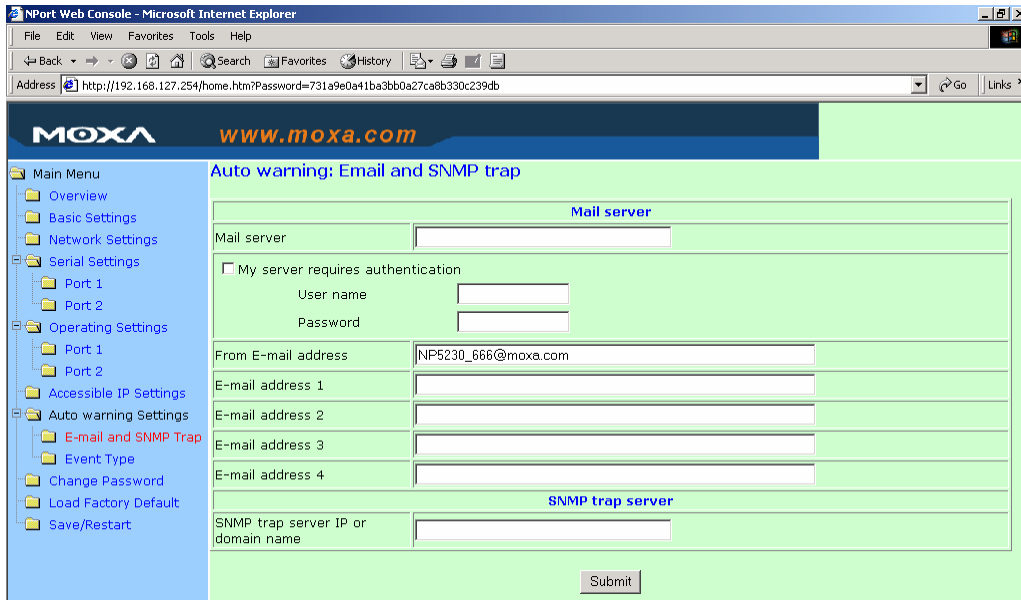 NPort Web Console - Microsoft Internet Explorer
File Edit View Favorites Tools Help
Back Search Favorites History
Address http://192.168.127.254/home.htm?Password=731a9e0a41ba3bb0a27ca8b330c239db Go Links
MOXA www.moxa.com
Main Menu
Overview
Basic Settings
Network Settings
Serial Settings
Port 1
Port 2
Operating Settings
Port 1
Port 2
Accessible IP Settings
Auto warning Settings
E-mail and SNMP Trap
Event Type
Change Password
Load Factory Default
Save/Restart
Auto warning: Email and SNMP trap
Mail server
Mail server
My server requires authentication
User name
Password
From E-mail address NP5230_666@moxa.com
E-mail address 1
E-mail address 2
E-mail address 3
E-mail address 4
SNMP trap server
SNMP trap server IP or
domain name
Submit